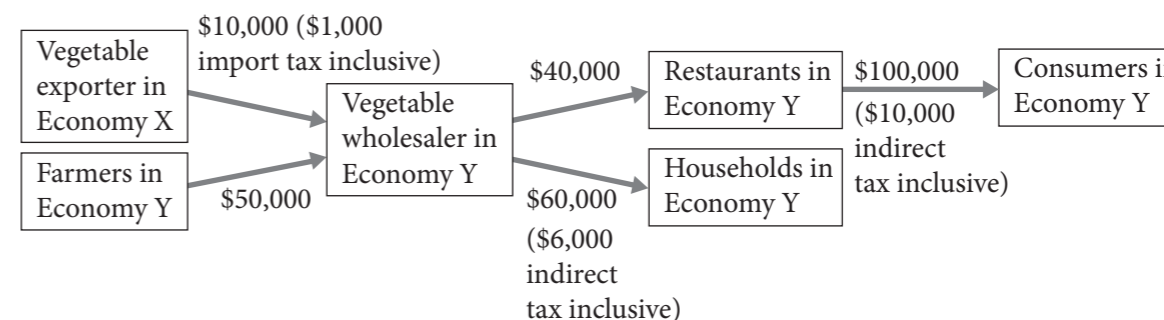 $10,000 ($1,000
import tax inclusive)
Vegetable
exporter in
Economy X
Farmers in
Economy Y
$50,000
Vegetable
wholesaler in
Economy Y
$40,000
$60,000
($6,000
indirect
tax inclusive)
Restaurants in
Economy Y
Households in
Economy Y
$100,000
($10,000
indirect
tax inclusive)
Consumers i
Economy Y